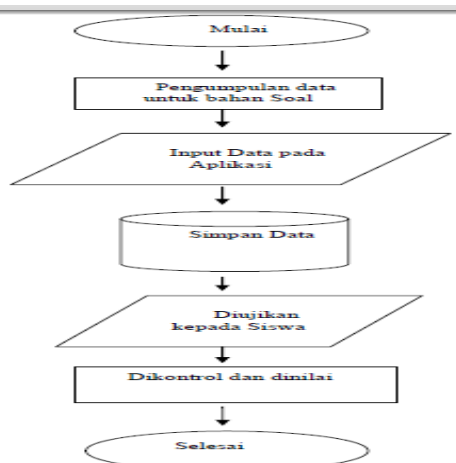 Mulai
Pengumpulan data
untuk bahan Soal
Input Data pada
Aplikasi
Simpan Data
Diujikan
kepada Siswa
Dikontrol dan dinilai
Selesai